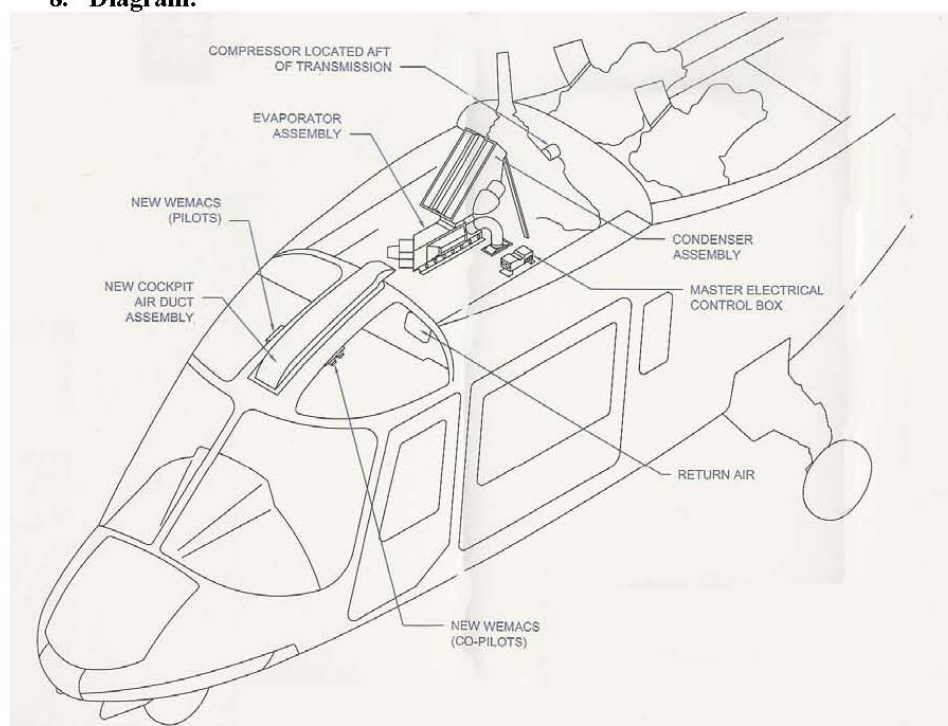 8. Diagram:
COMPRESSOR LOCATED AFT
OF TRANSMISSION
EVAPORATOR
ASSEMBLY
NEW WEMACS
(PILOTS)
NEW COCKPIT
AIR DUCT
ASSEMBLY
CONDENSER
ASSEMBLY
MASTER ELECTRICAL
CONTROL BOX
RETURN AIR
NEW WEMACS
(CO-PILOTS)